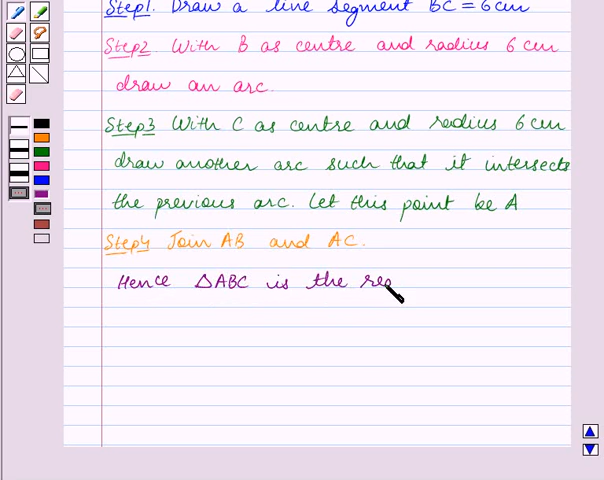 Step1. Draw a line segment BC = 6cm
Step2 With B as centre and radius 6 cm
draw an arc.
Step3 With C as centre and radius 6 cm
draw another arc such that it intersects
the previous arc. Let this point be A
Step4 Join AB and AC.
Hence △ABC is the req